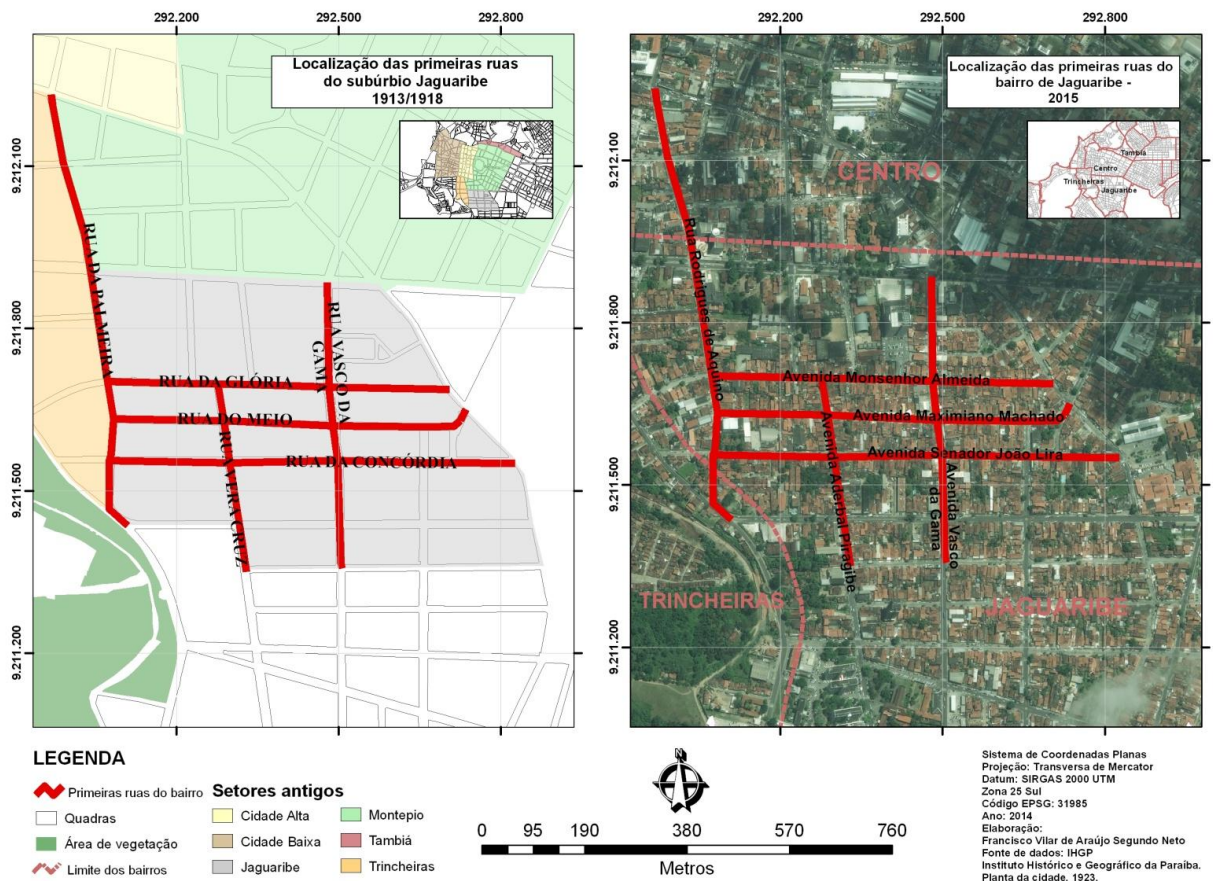 292.200
292.500
292.800
292.200
292.500
292.800
Localização das primeiras ruas
do subúrbio Jaguaribe
1913/1918
9.212.100
9.211.800
9.211.500
9.211.200
RUA DA PALMEIRA
RUA VASCO DA
GAMA
RUA DA GLÓRIA
RUA DO MEIO
RUA DA CONCÓRDIA
RUA VERA CRUZ
Localização das primeiras ruas do
bairro de Jaguaribe -
2015
Tambiá
Centro
Trincheiras
Jaguaribe
9.212.100
9.211.800
9.211.500
9.211.200
CENTRO
Rua Rodrigues de Aquino
Avenida Monsenhor Almeida
Avenida Maximiano Machado
Avenida Senador João Lira
Avenida Aderbal Piragibe
Avenida Vasco
da Gama
TRINCHEIRAS
JAGUARIBE
LEGENDA
Primeiras ruas do bairro
Quadras
Área de vegetação
Limite dos bairros
Setores antigos
Cidade Alta
Cidade Baixa
Jaguaribe
Montepio
Tambiá
Trincheiras
N
0 95 190 380 570 760
Metros
Sistema de Coordenadas Planas
Projeção: Transversa de Mercator
Datum: SIRGAS 2000 UTM
Zona 25 Sul
Código EPSG: 31985
Ano: 2014
Elaboração:
Francisco Vilar de Araújo Segundo Neto
Fonte de dados: IHGP
Instituto Histórico e Geográfico da Paraíba.
Planta da cidade, 1923.